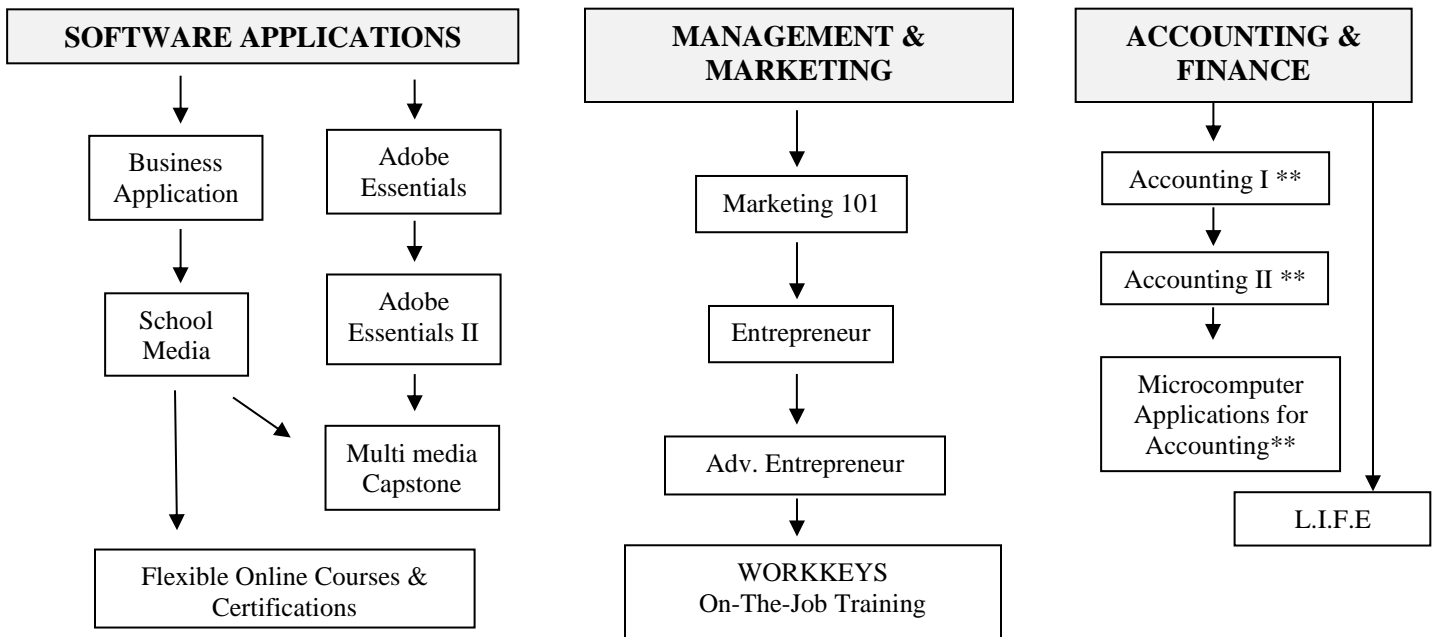 SOFTWARE APPLICATIONS
Business
Application
School
Media
Adobe
Essentials
Adobe
Essentials II
Multi media
Capstone
Flexible Online Courses &
Certifications
MANAGEMENT &
MARKETING
Marketing 101
Entrepreneur
Adv. Entrepreneur
WORKKEYS
On-The-Job Training
ACCOUNTING &
FINANCE
Accounting I **
Accounting II **
Microcomputer
Applications for
Accounting**
L.I.F.E